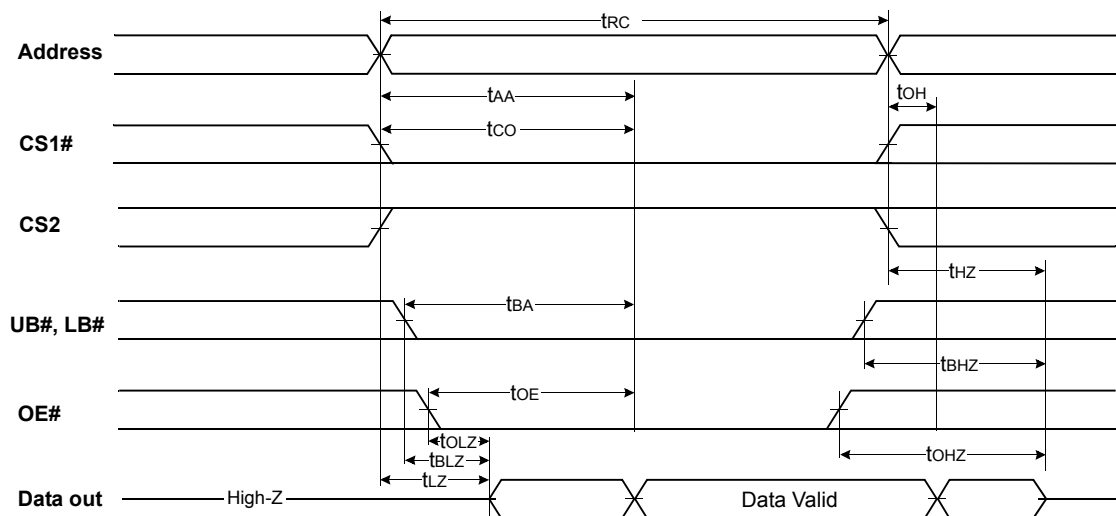 tRC
Address
tAA
tOH
tCO
CS1#
CS2
tHZ
tBA
UB#, LB#
tBHZ
tOE
OE#
tOLZ
tBLZ
tOHZ
tLZ
Data out
High-Z
Data Valid